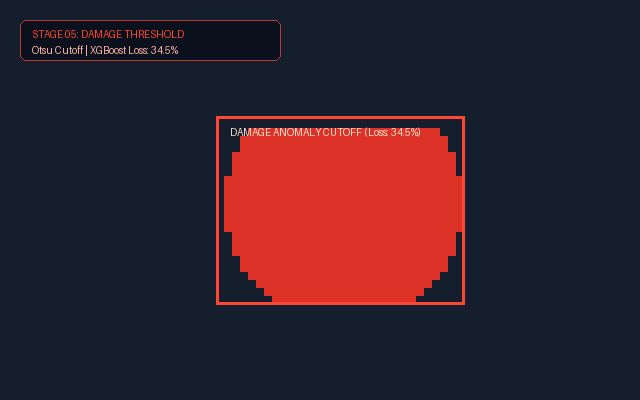 STAGE 05: DAMAGE THRESHOLD
Otsu Cutoff | XGBoost Loss: 34.5%
DAMAGE ANOMALY CUTOFF (Loss: 34.5%)